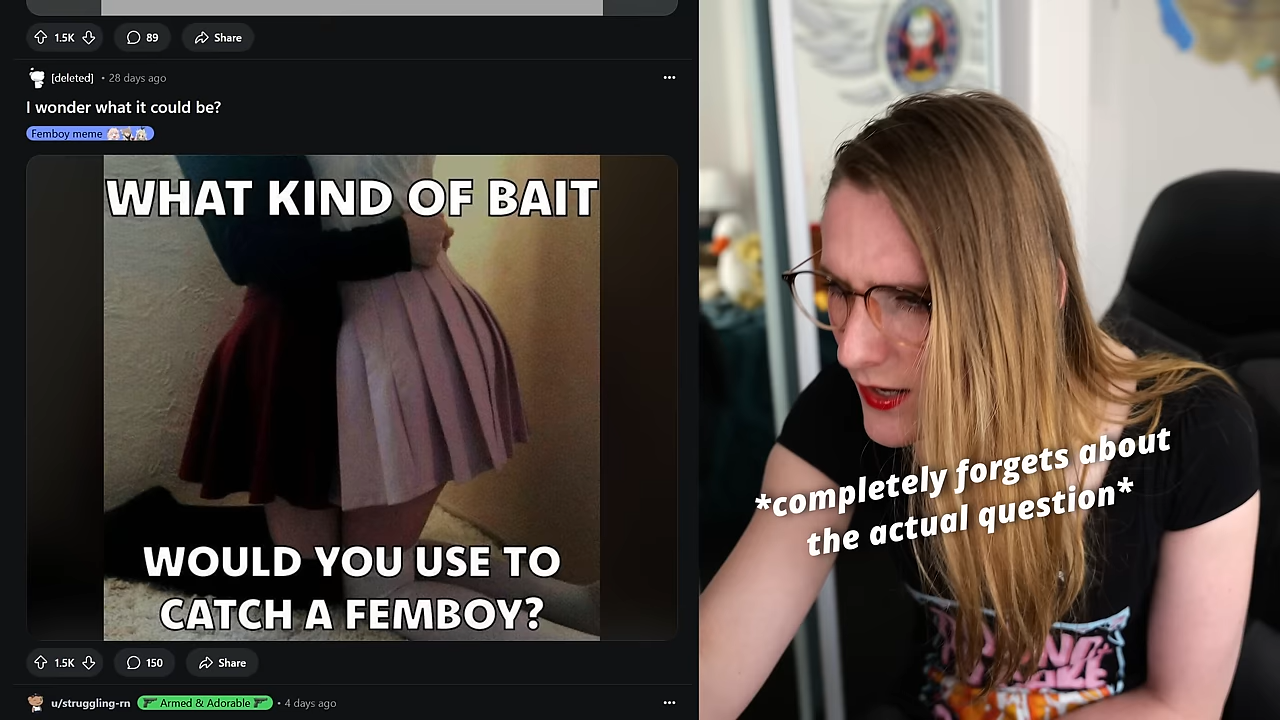 1.5K 89 Share
[deleted] • 28 days ago
I wonder what it could be?
Femboy meme
WHAT KIND OF BAIT
WOULD YOU USE TO
CATCH A FEMBOY?
1.5K 150 Share
u/struggling-rn Armed & Adorable • 4 days ago
*completely forgets about
the actual question*